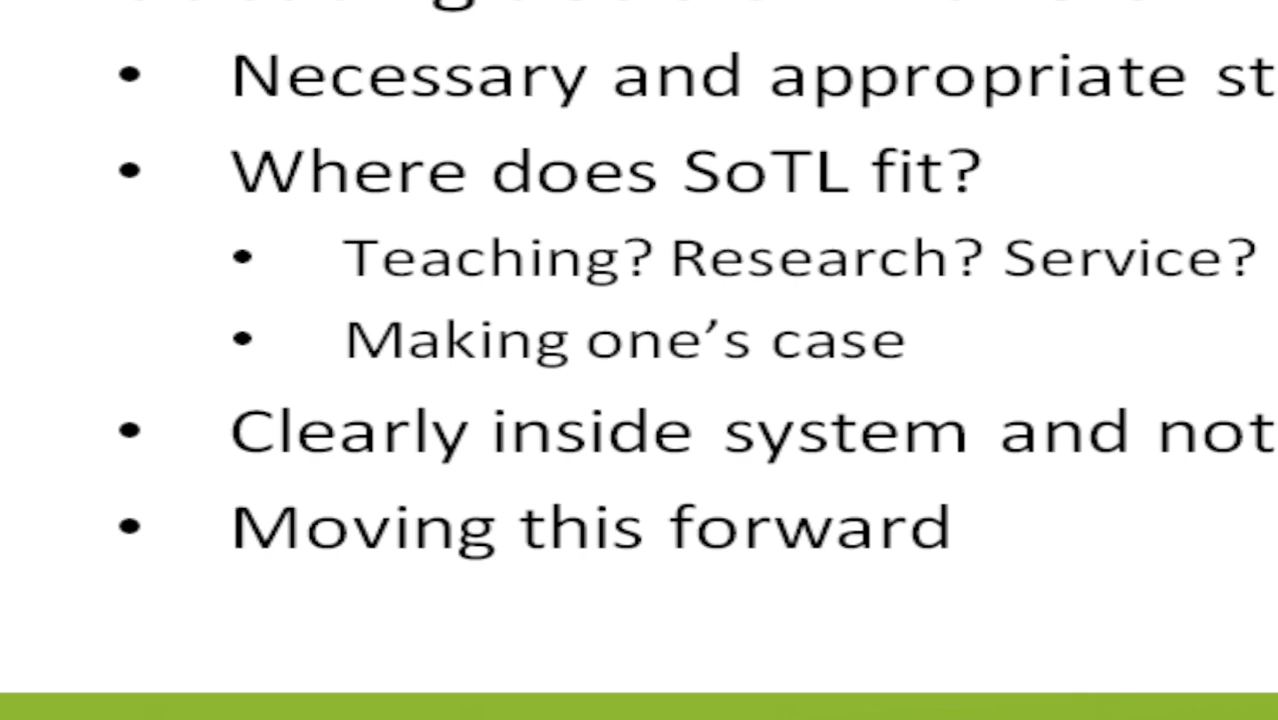 • Necessary and appropriate st
• Where does SoTL fit?
• Teaching? Research? Service?
• Making one’s case
• Clearly inside system and not
• Moving this forward